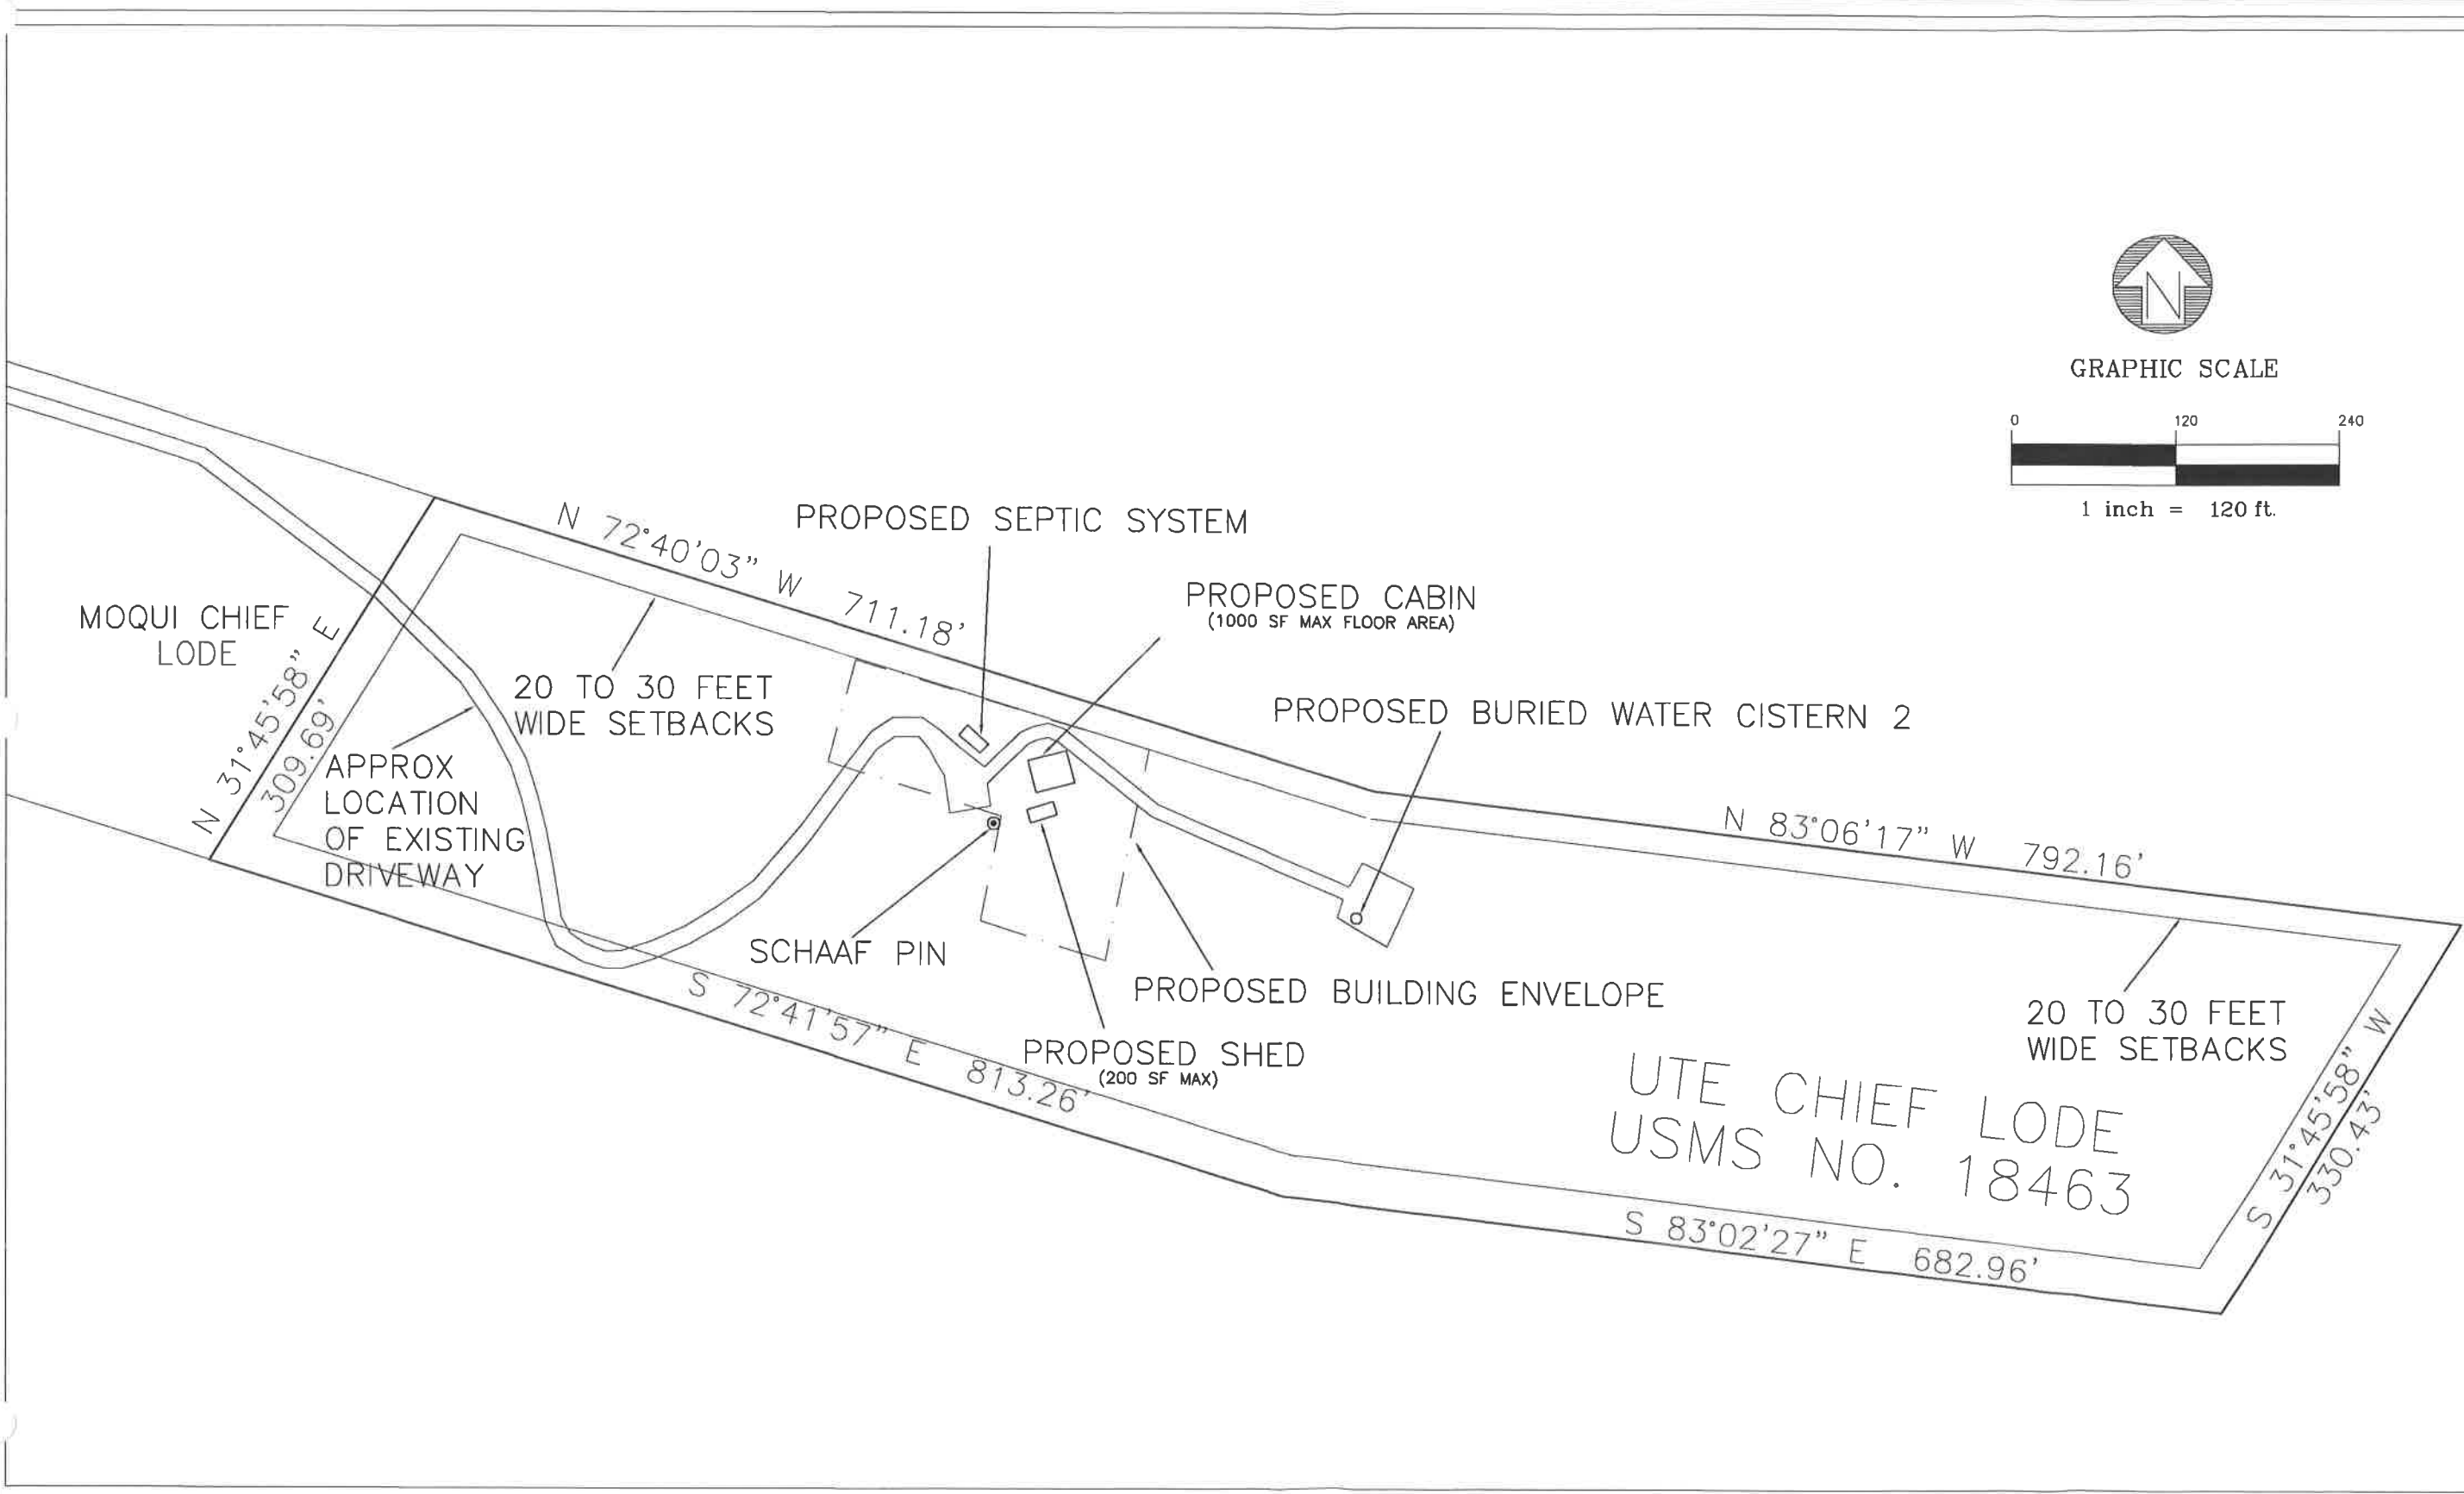 N
GRAPHIC SCALE
0 120 240
1 inch = 120 ft.
N 72°40'03" W 711.18'
PROPOSED SEPTIC SYSTEM
PROPOSED CABIN
(1000 SF MAX FLOOR AREA)
MOQUI CHIEF
LODE
N 31°45'58" E
309.69'
20 TO 30 FEET
WIDE SETBACKS
PROPOSED BURIED WATER CISTERN 2
APPROX
LOCATION
OF EXISTING
DRIVEWAY
N 83°06'17" W 792.16'
SCHAAF PIN
PROPOSED BUILDING ENVELOPE
S 72°41'57" E 813.26'
PROPOSED SHED
(200 SF MAX)
20 TO 30 FEET
WIDE SETBACKS
UTE CHIEF LODE
USMS NO. 18463
S 31°45'58" W
330.43'
S 83°02'27" E 682.96'